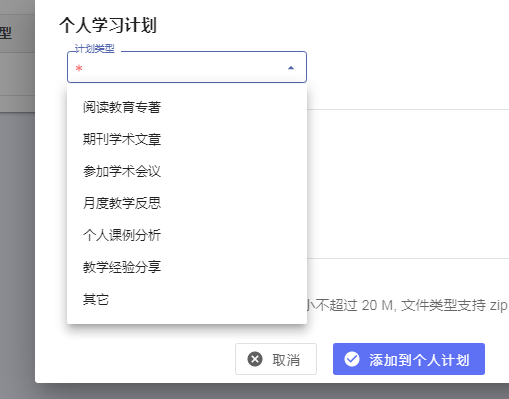 个人学习计划
型
计划类型
*
阅读教育专著
期刊学术文章
参加学术会议
月度教学反思
个人课例分析
教学经验分享
其它
小不超过 20 M, 文件类型支持 zip
取消
添加到个人计划